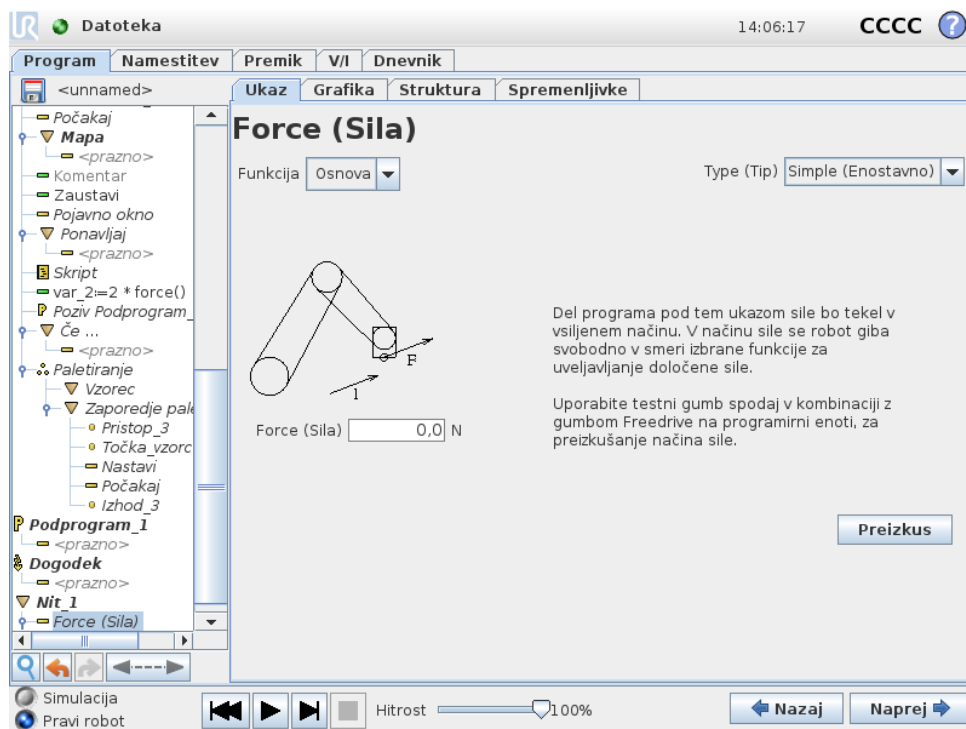 UR Datoteka 14:06:17 CCCC ?
Program Namestitev Premik V/I Dnevnik
<unnamed>
Ukaz Grafika Struktura Spremenljivke
Počakaj
Mapa
<prazno>
Komentar
Zaustavi
Pojavno okno
Ponavljaj
<prazno>
Skript
var_2:=2 * force()
Poziv Podprogram_
Če ...
<prazno>
Paletiranje
Vzorec
Zaporedje pale
Pristop_3
Točka_vzorc
Nastavi
Počakaj
Izhod_3
P Podprogram_1
<prazno>
Dogodek
<prazno>
Nit_1
Force (Sila)
Force (Sila)
Funkcija Osnova
Type (Tip) Simple (Enostavno)
F
1
Force (Sila) 0,0 N
Del programa pod tem ukazom sile bo tekel v
vsiljenem načinu. V načinu sile se robot giba
svobodno v smeri izbrane funkcije za
uveljavljanje določene sile.
Uporabite testni gumb spodaj v kombinaciji z
gumbom Freedrive na programirni enoti, za
preizkušanje načina sile.
Preizkus
Simulacija
Pravi robot
Hitrost 100%
Nazaj
Naprej